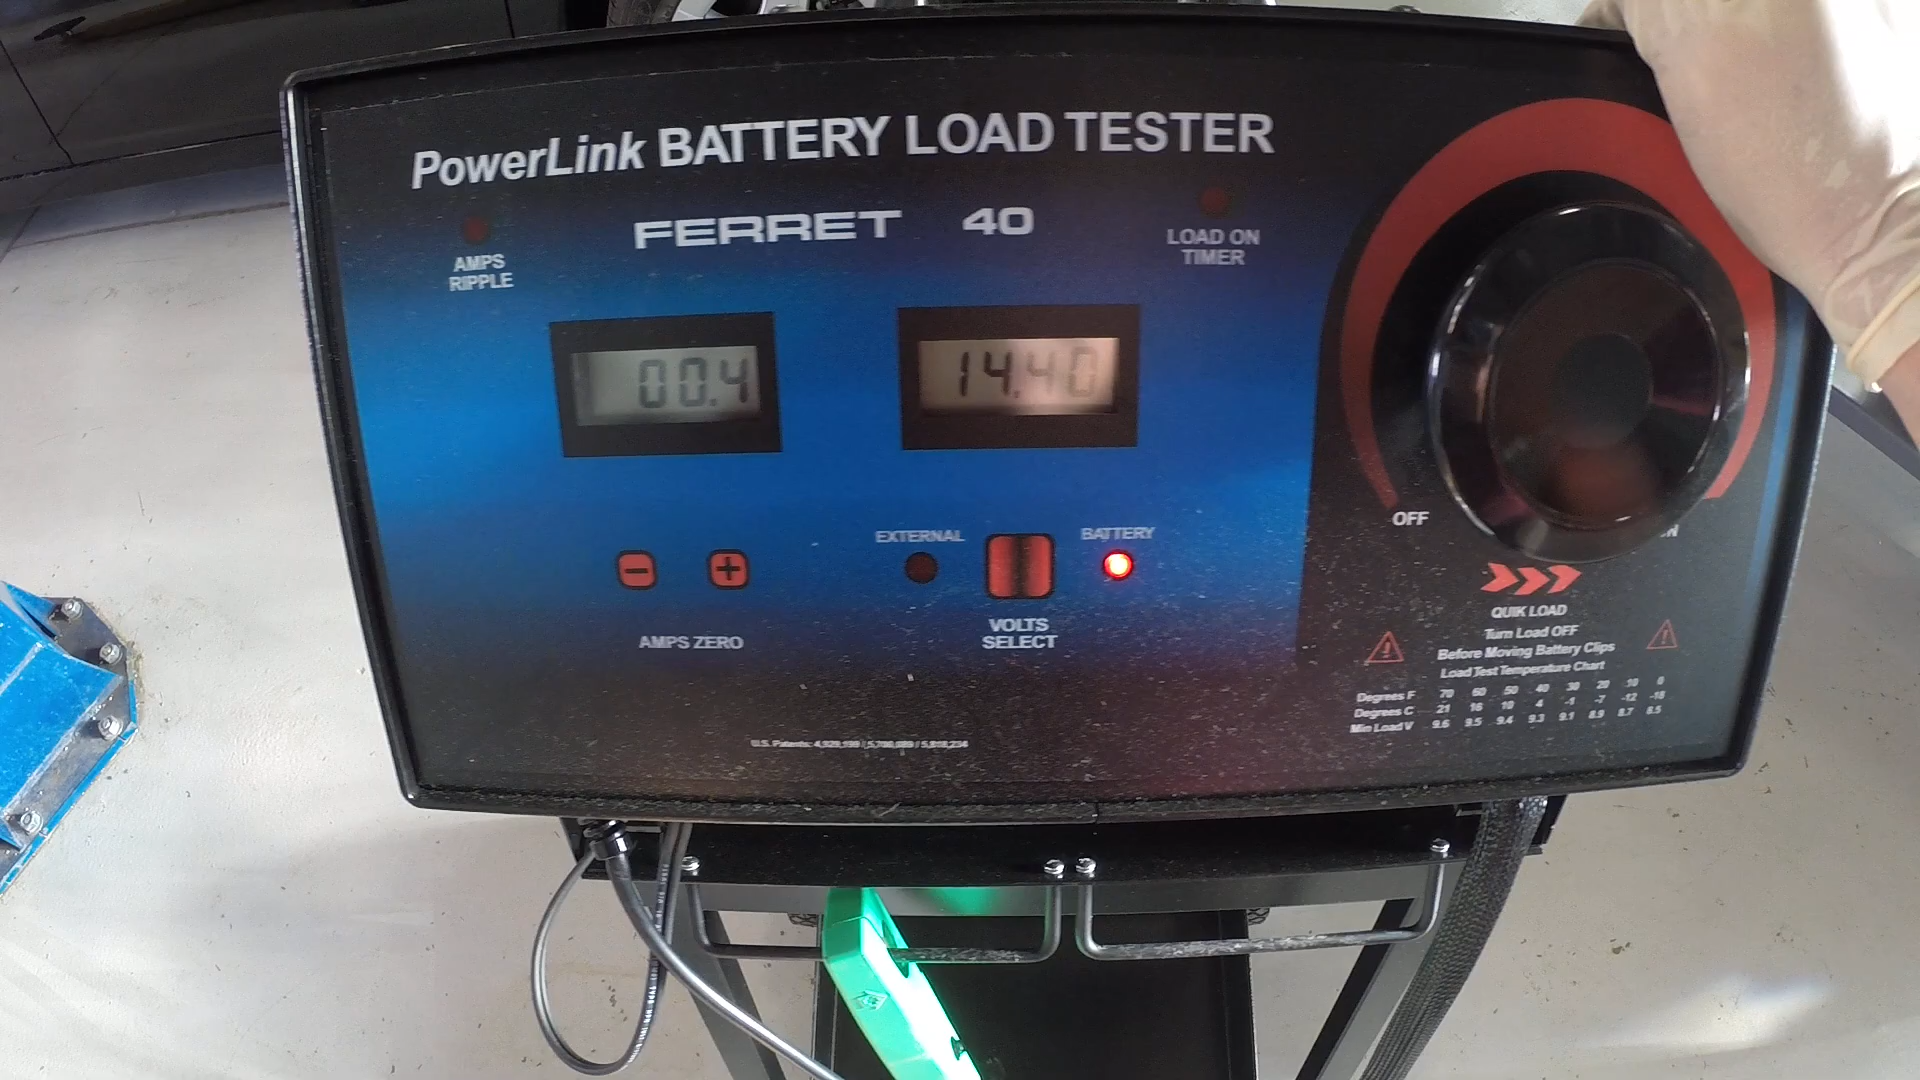 PowerLink BATTERY LOAD TESTER
FERRET 40
AMPS
RIPPLE
LOAD ON
TIMER
00.4
14.40
EXTERNAL
BATTERY
- +
AMPS ZERO
VOLTS
SELECT
OFF
QUIK LOAD
Turn Load OFF
Before Moving Battery Clips
Load Test Temperature Chart
Degrees F 70 60 50 40 30 20 10 0
Degrees C 21 16 10 4 -1 -7 -12 -18
Min Load V 9.6 9.5 9.4 9.3 9.1 8.9 8.7 8.5
U.S. Patents: